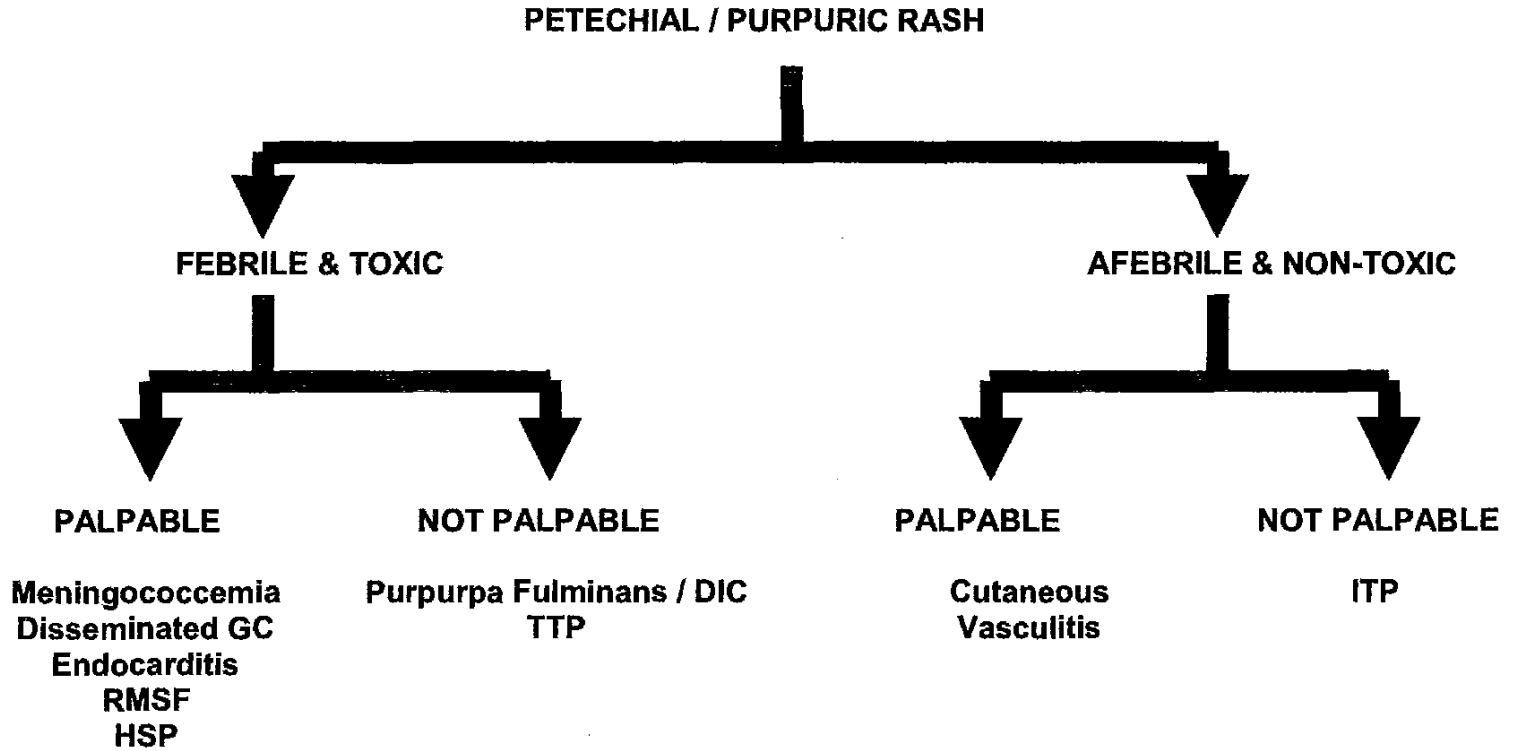 PETECHIAL / PURPURIC RASH
FEBRILE & TOXIC
AFEBRILE & NON-TOXIC
PALPABLE
NOT PALPABLE
PALPABLE
NOT PALPABLE
Meningococcemia
Disseminated GC
Endocarditis
RMSF
HSP
Purpurpa Fulminans / DIC
TTP
Cutaneous
Vasculitis
ITP